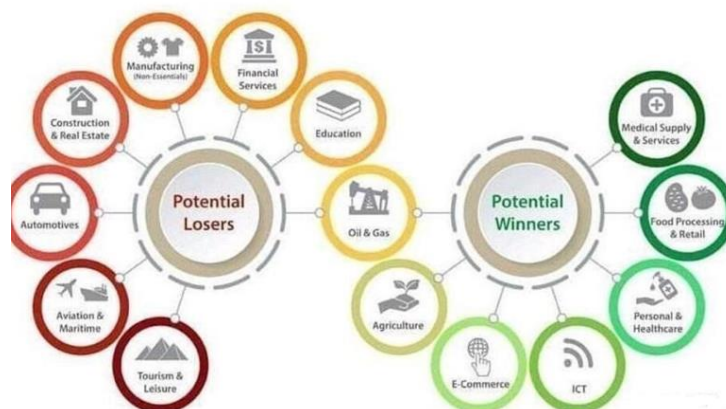 Potential
Losers
Tourism &
Leisure
Aviation &
Maritime
Automotives
Construction
& Real Estate
Manufacturing
(Non-Essentials)
$
Financial
Services
Education
Oil & Gas
Potential
Winners
Medical Supply
& Services
Food Processing
& Retail
Personal &
Healthcare
ICT
E-Commerce
Agriculture